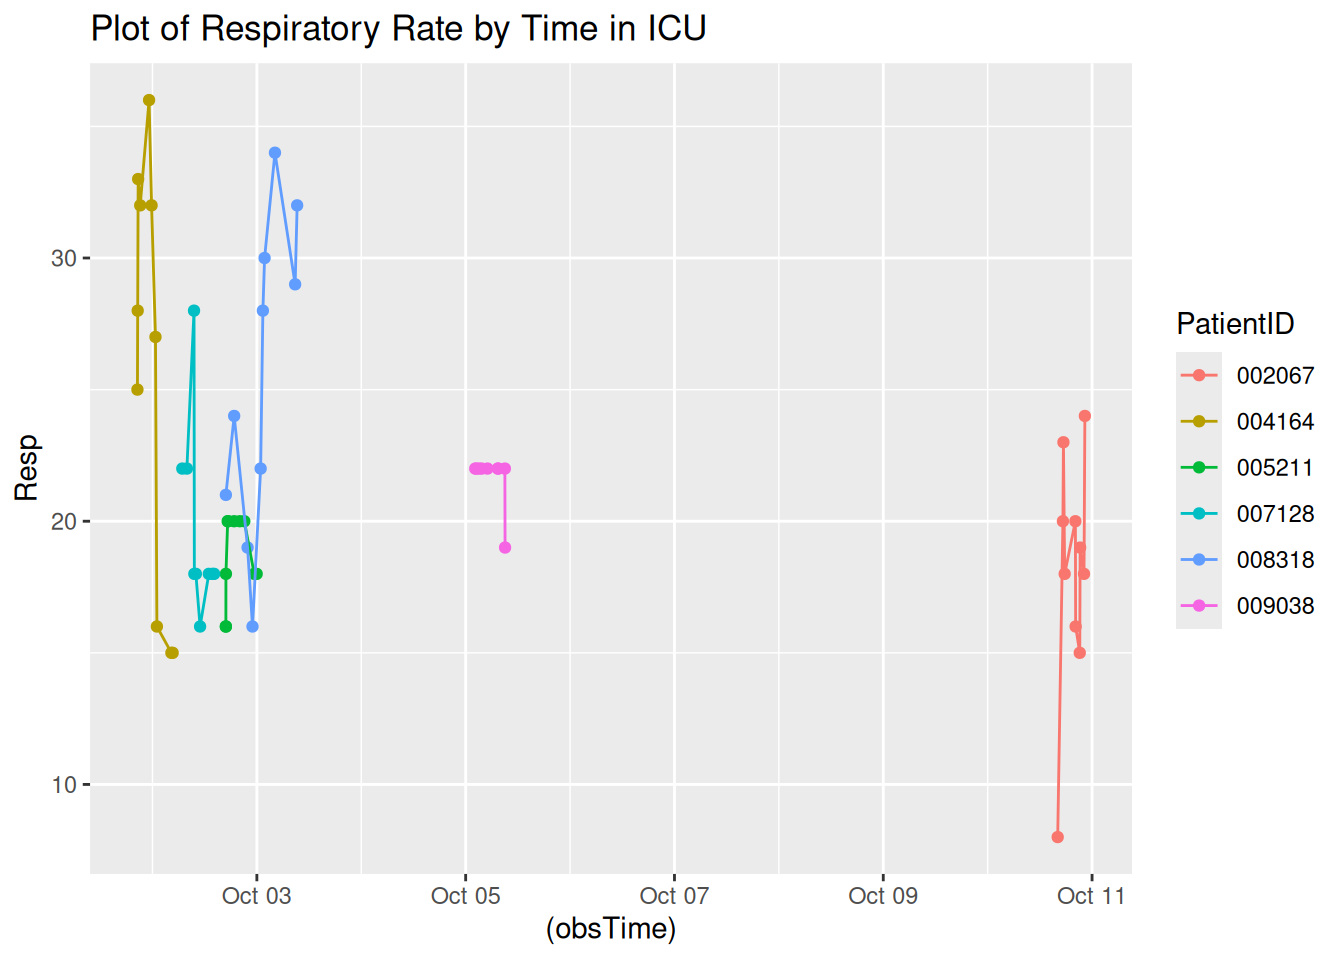 Plot of Respiratory Rate by Time in ICU
Resp
30
20
10
Oct 03
Oct 05
Oct 07
Oct 09
Oct 11
(obsTime)
PatientID
002067
004164
005211
007128
008318
009038